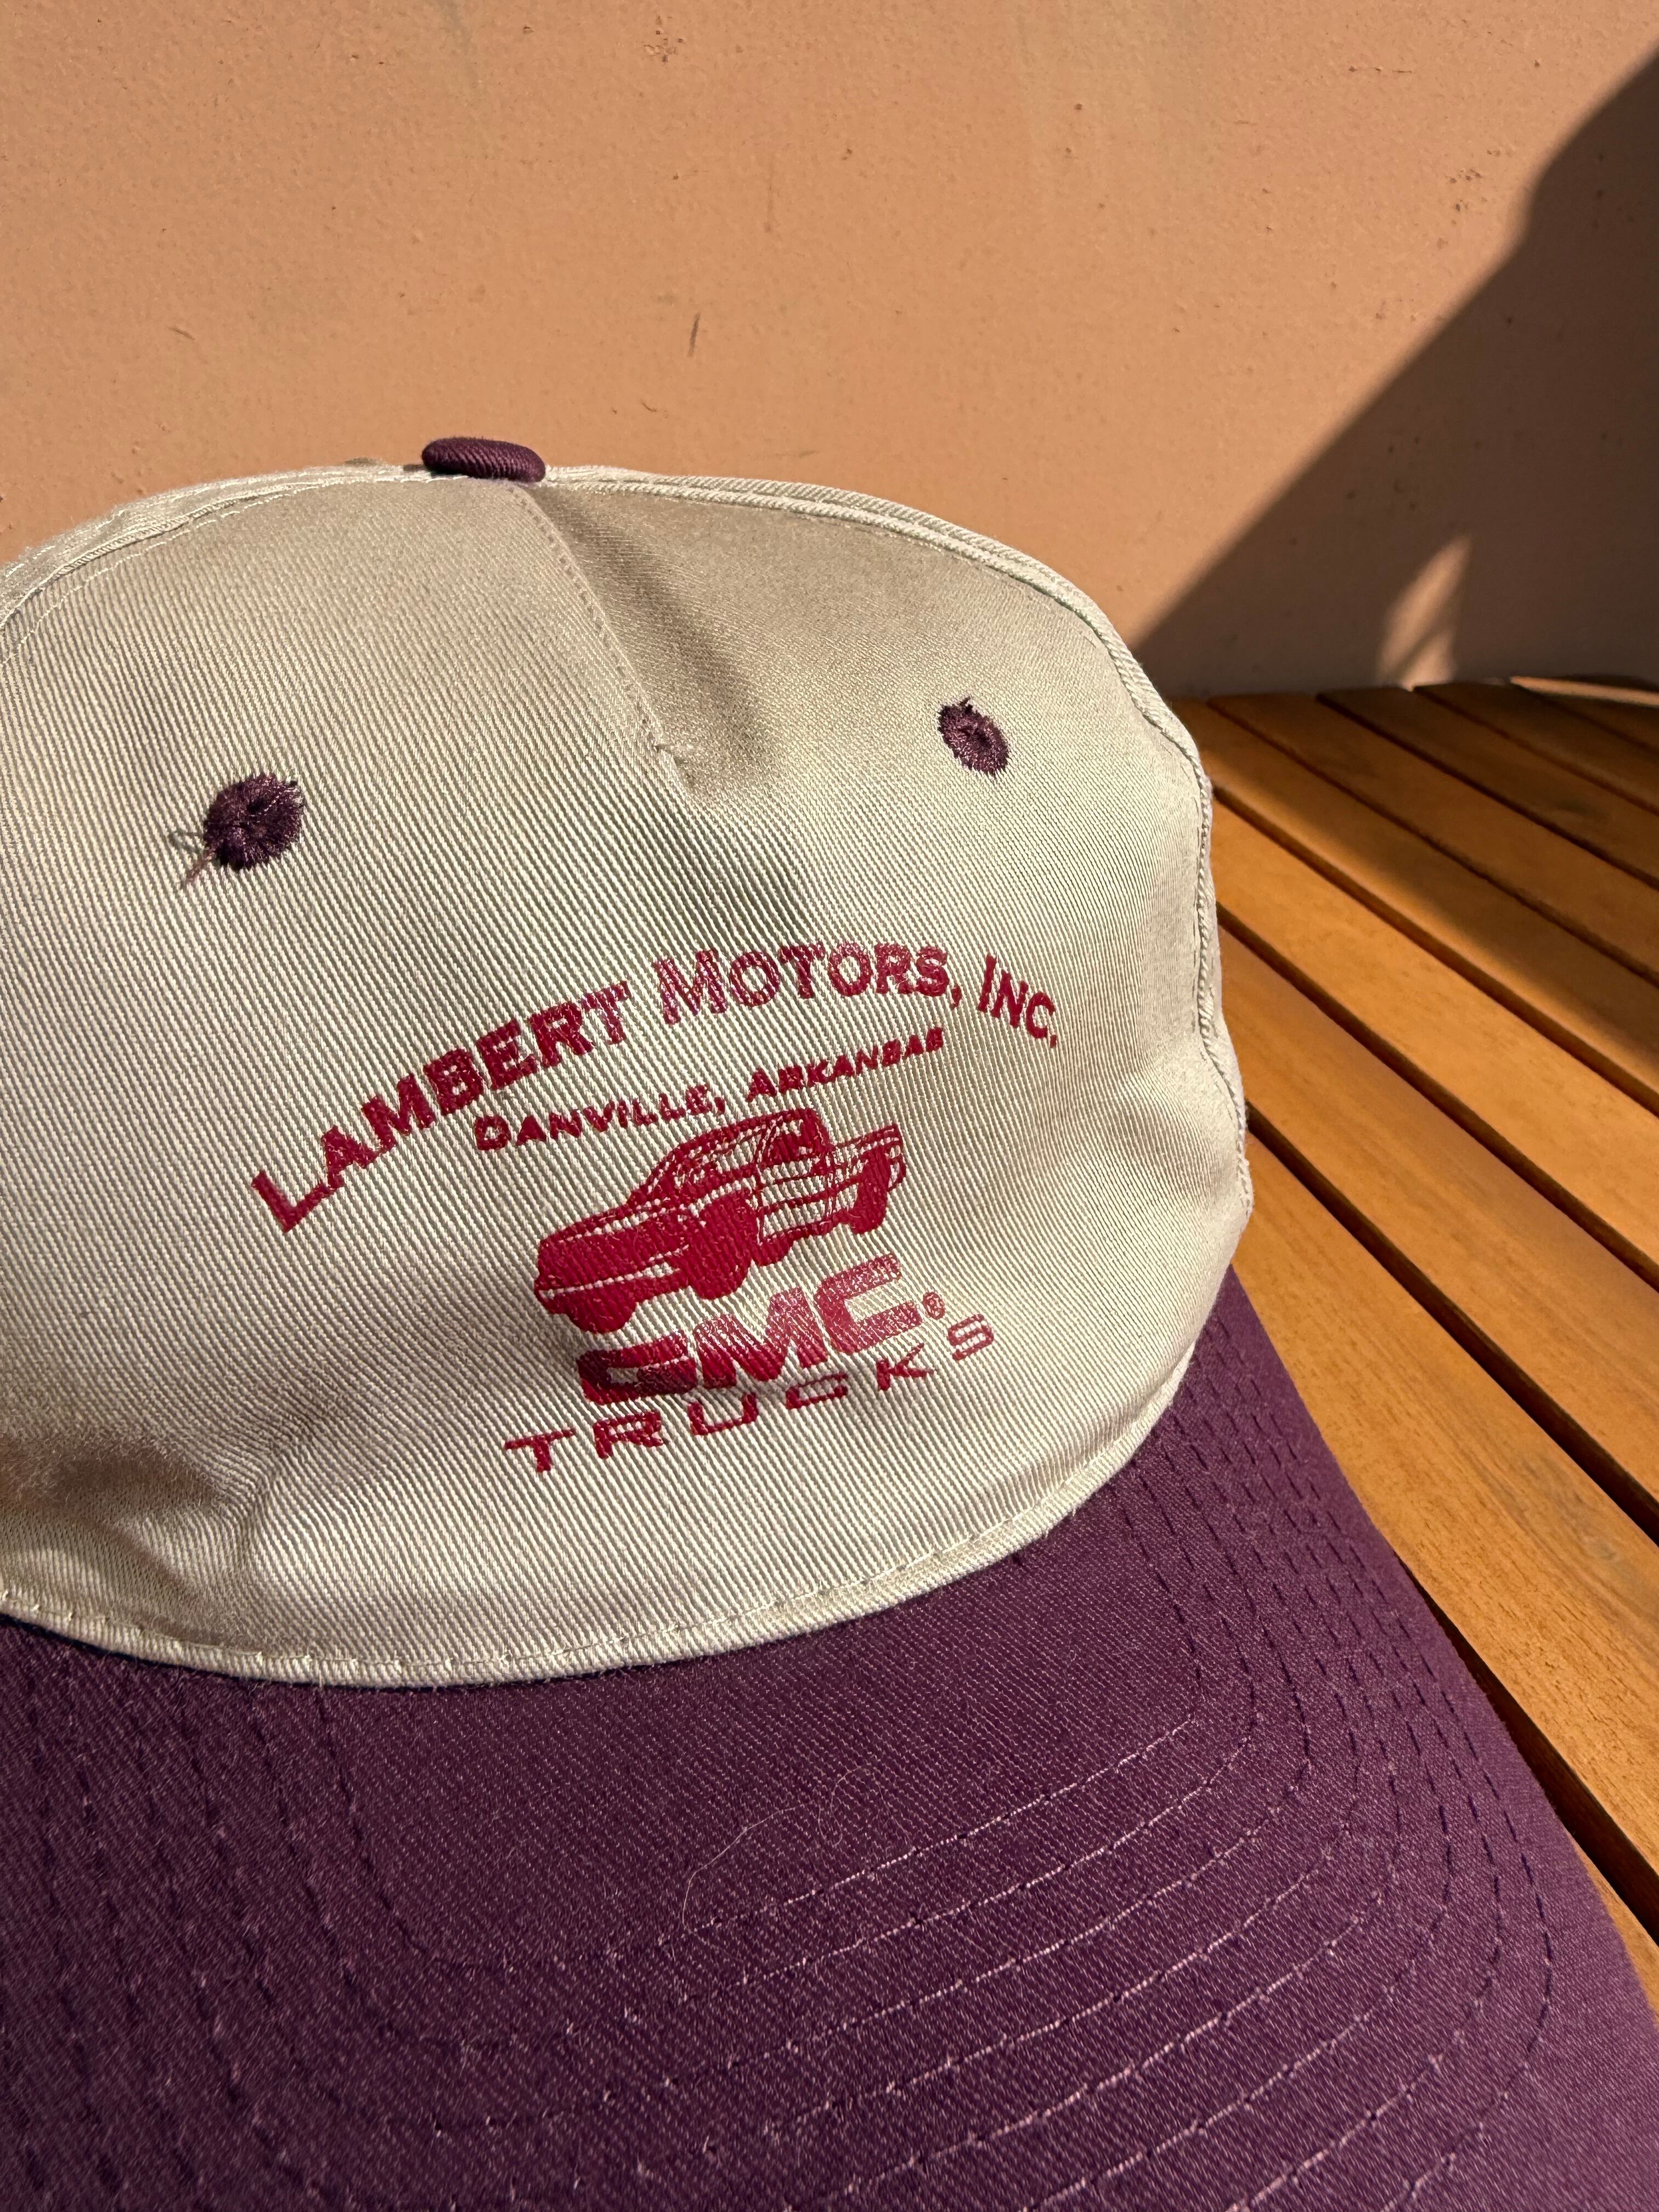 LAMBERT MOTORS, INC.
DANVILLE, ARKANSAS
GMC®
TRUCKS